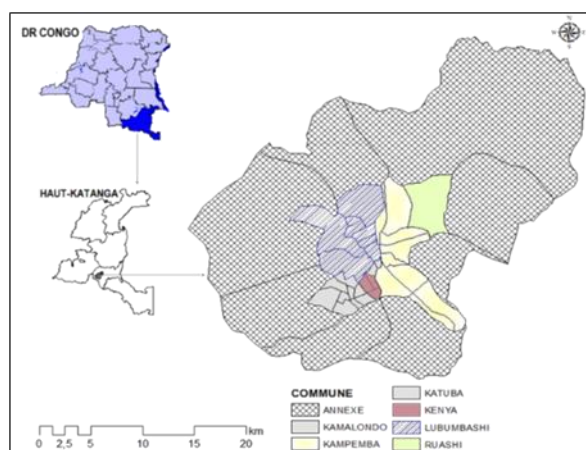 DR CONGO
N
HAUT-KATANGA
COMMUNE
ANNEXE
KAMALONDO
KAMPEMBA
KATUBA
KENYA
LUBUMBASHI
RUASHI
km
0 2,5 5 10 15 20